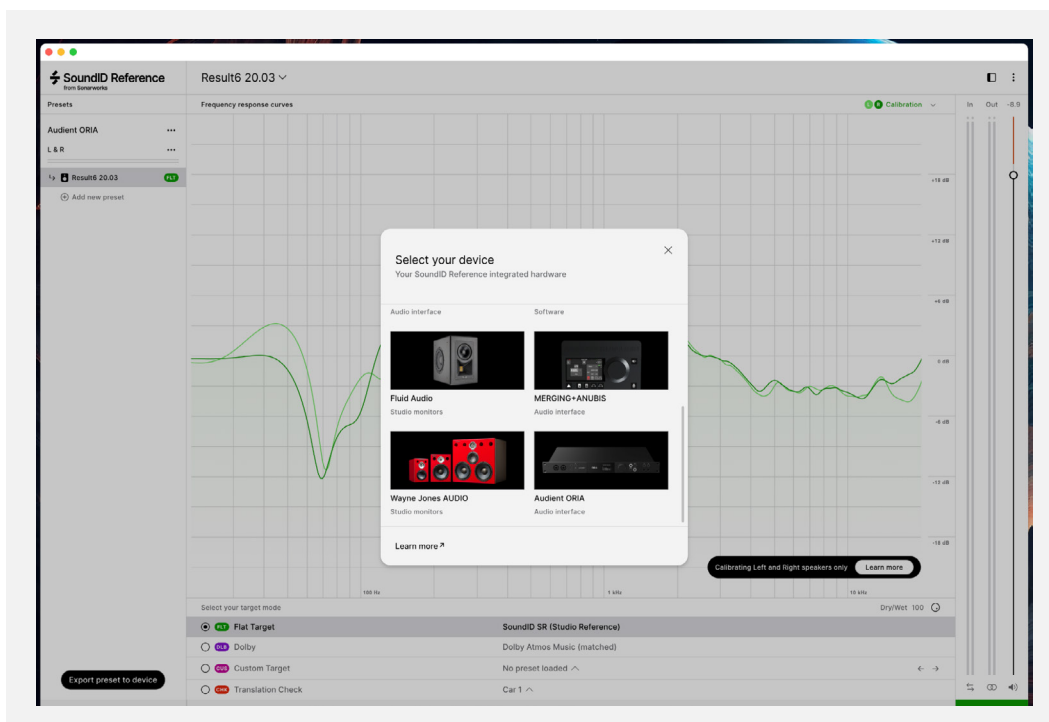 SoundID Reference
from Sonarworks
Result6 20.03
Presets
Frequency response curves
L R Calibration
In Out -8.9
Audient ORIA
L & R
Result6 20.03 FLT
Add new preset
+18 dB
+12 dB
+6 dB
0 dB
-6 dB
-12 dB
-18 dB
Select your device
Your SoundID Reference integrated hardware
Audio interface
Software
Fluid Audio
Studio monitors
MERGING+ANUBIS
Audio interface
Wayne Jones AUDIO
Studio monitors
Audient ORIA
Audio interface
Learn more
Calibrating Left and Right speakers only Learn more
100 Hz
1 kHz
10 kHz
Select your target mode
Dry/Wet 100
FLT Flat Target SoundID SR (Studio Reference)
DLB Dolby Dolby Atmos Music (matched)
CUS Custom Target No preset loaded
CHK Translation Check Car 1
Export preset to device